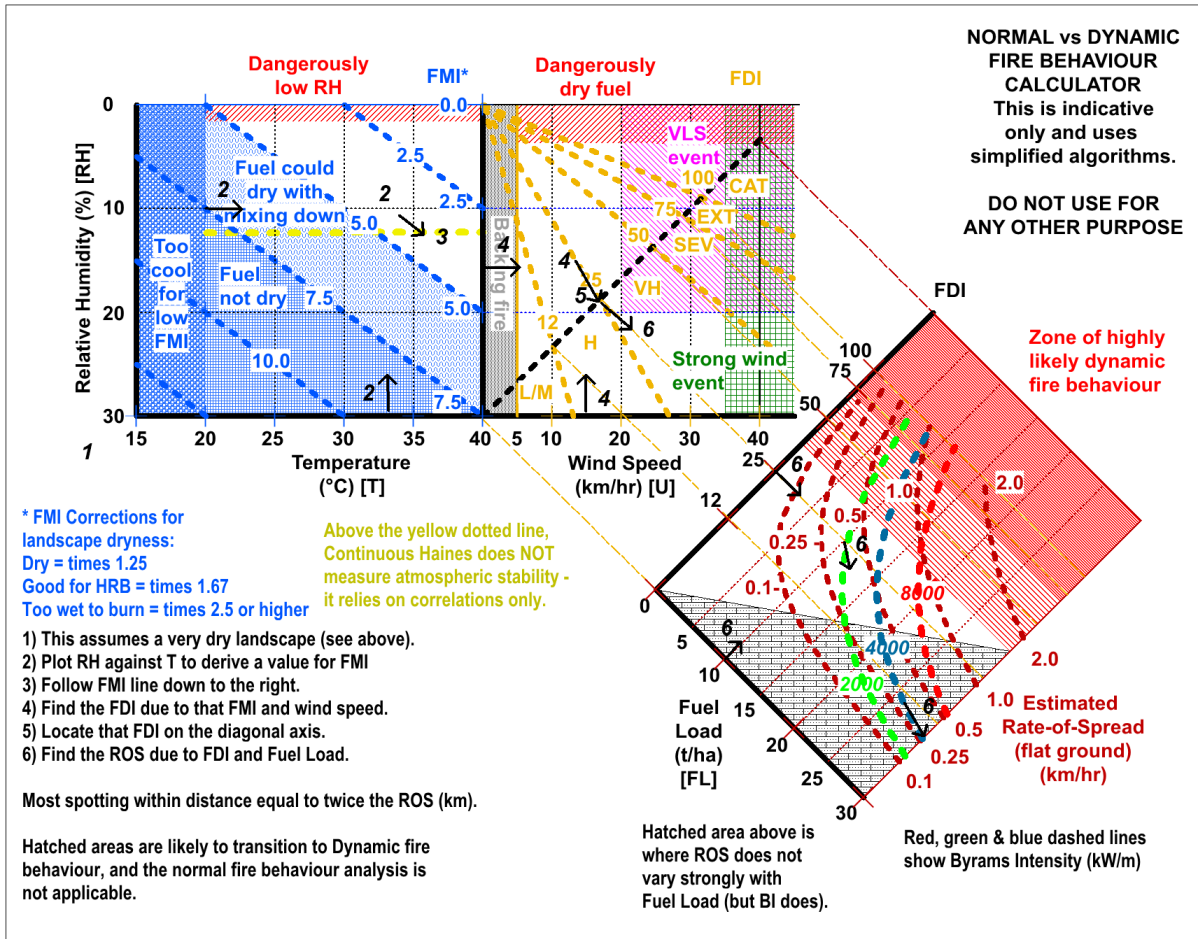 NORMAL vs DYNAMIC
FIRE BEHAVIOUR
CALCULATOR
This is indicative
only and uses
simplified algorithms.
DO NOT USE FOR
ANY OTHER PURPOSE
Dangerously
low RH
FMI*
Dangerously
dry fuel
FDI
Relative Humidity (%) [RH]
0
10
20
30
0.0
2.5
2.5
5.0
5.0
7.5
7.5
10.0
Fuel could
dry with
mixing down
Fuel
not dry
Too
cool
for
low
FMI
2
2
3
2
Backing fire
4
4
5
6
4
VLS
event
100
CAT
75
EXT
50
SEV
25
VH
12
H
L/M
Strong wind
event
15
20
25
30
35
40
5
10
20
30
40
1
Temperature
(°C) [T]
Wind Speed
(km/hr) [U]
FDI
Zone of highly
likely dynamic
fire behaviour
100
75
50
25
12
0
6
6
6
6
2.0
1.0
0.5
0.25
0.1
8000
4000
2000
5
10
15
20
25
30
2.0
1.0
0.5
0.25
0.1
Fuel
Load
(t/ha)
[FL]
Estimated
Rate-of-Spread
(flat ground)
(km/hr)
* FMI Corrections for
landscape dryness:
Dry = times 1.25
Good for HRB = times 1.67
Too wet to burn = times 2.5 or higher
Above the yellow dotted line,
Continuous Haines does NOT
measure atmospheric stability -
it relies on correlations only.
1) This assumes a very dry landscape (see above).
2) Plot RH against T to derive a value for FMI
3) Follow FMI line down to the right.
4) Find the FDI due to that FMI and wind speed.
5) Locate that FDI on the diagonal axis.
6) Find the ROS due to FDI and Fuel Load.
Most spotting within distance equal to twice the ROS (km).
Hatched areas are likely to transition to Dynamic fire
behaviour, and the normal fire behaviour analysis is
not applicable.
Hatched area above is
where ROS does not
vary strongly with
Fuel Load (but BI does).
Red, green & blue dashed lines
show Byrams Intensity (kW/m)